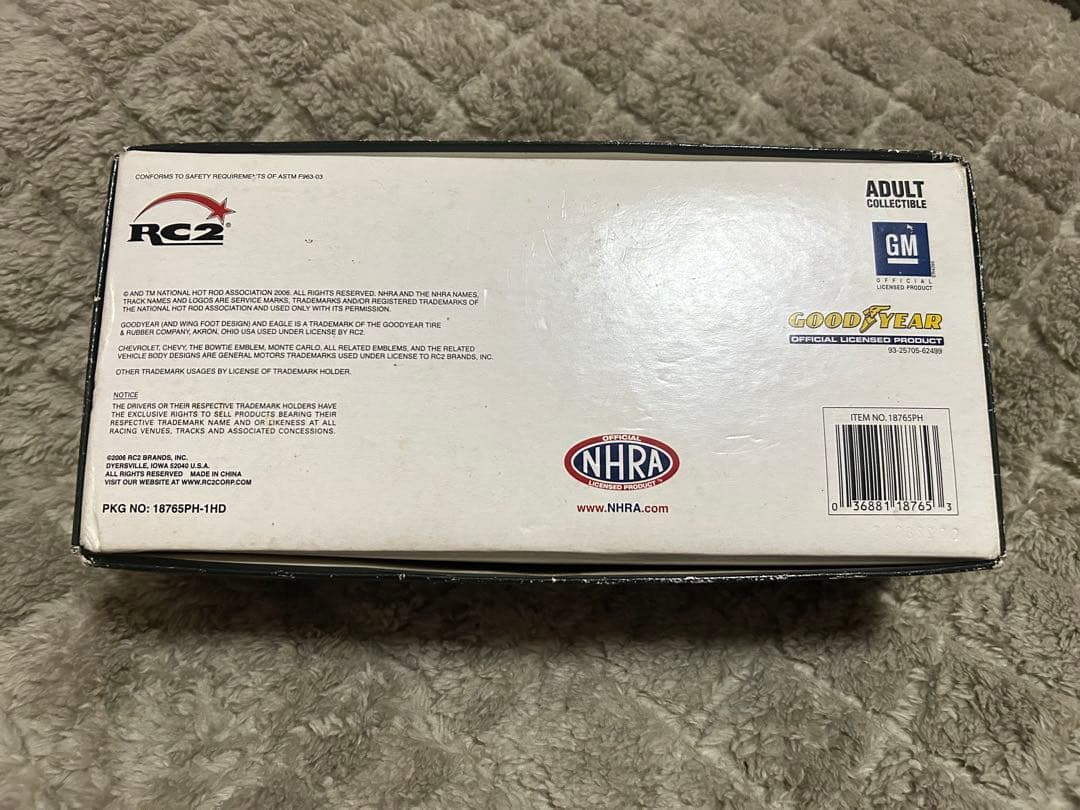 CONFORMS TO SAFETY REQUIREMENTS OF ASTM F963-03
RC2®
© AND TM NATIONAL HOT ROD ASSOCIATION 2006. ALL RIGHTS RESERVED. NHRA AND THE NHRA NAMES,
TRACK NAMES AND LOGOS ARE SERVICE MARKS, TRADEMARKS AND/OR REGISTERED TRADEMARKS OF
THE NATIONAL HOT ROD ASSOCIATION AND USED ONLY WITH ITS PERMISSION.
GOODYEAR (AND WING FOOT DESIGN) AND EAGLE IS A TRADEMARK OF THE GOODYEAR TIRE
& RUBBER COMPANY, AKRON, OHIO USA USED UNDER LICENSE BY RC2.
CHEVROLET, CHEVY, THE BOWTIE EMBLEM, MONTE CARLO, ALL RELATED EMBLEMS, AND THE RELATED
VEHICLE BODY DESIGNS ARE GENERAL MOTORS TRADEMARKS USED UNDER LICENSE TO RC2 BRANDS, INC.
OTHER TRADEMARK USAGES BY LICENSE OF TRADEMARK HOLDER.
NOTICE
THE DRIVERS OR THEIR RESPECTIVE TRADEMARK HOLDERS HAVE
THE EXCLUSIVE RIGHTS TO SELL PRODUCTS BEARING THEIR
RESPECTIVE TRADEMARK NAME AND OR LIKENESS AT ALL
RACING VENUES, TRACKS AND ASSOCIATED CONCESSIONS.
©2006 RC2 BRANDS, INC.
DYERSVILLE, IOWA 52040 U.S.A.
ALL RIGHTS RESERVED MADE IN CHINA
VISIT OUR WEBSITE AT WWW.RC2CORP.COM
PKG NO: 18765PH-1HD
OFFICIAL
NHRA
LICENSED PRODUCT
www.NHRA.com
ADULT
COLLECTIBLE
GM
OFFICIAL
LICENSED PRODUCT
GOODYEAR
OFFICIAL LICENSED PRODUCT
93-25705-62499
ITEM NO. 18765PH
0 36881 18765 3